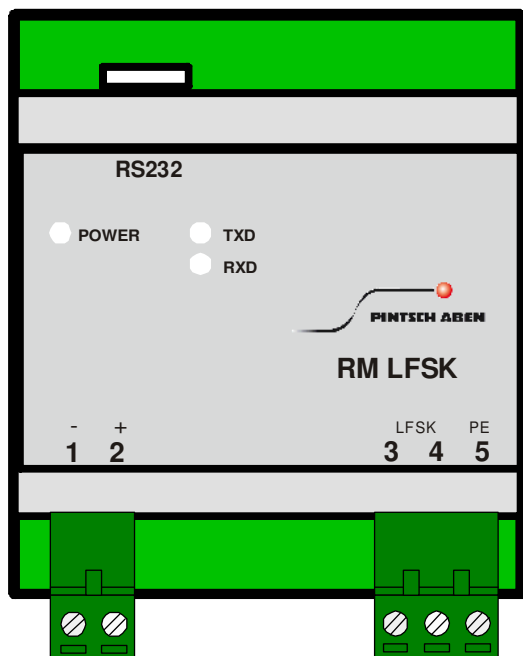 RS232
POWER
TXD
RXD
PINTSCH ABEN
RM LFSK
- +
1 2
LFSK PE
3 4 5